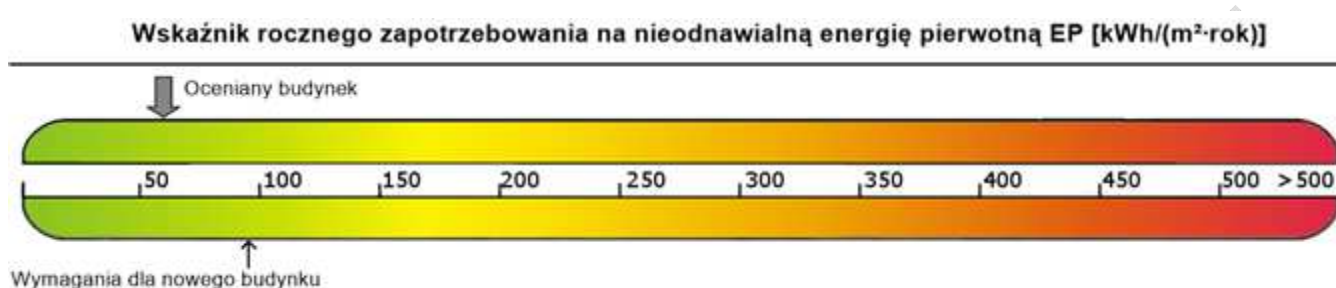 Wskaźnik rocznego zapotrzebowania na nieodnawialną energię pierwotną EP [kWh/(m²·rok)]
Oceniany budynek
50 100 150 200 250 300 350 400 450 500 >500
Wymagania dla nowego budynku